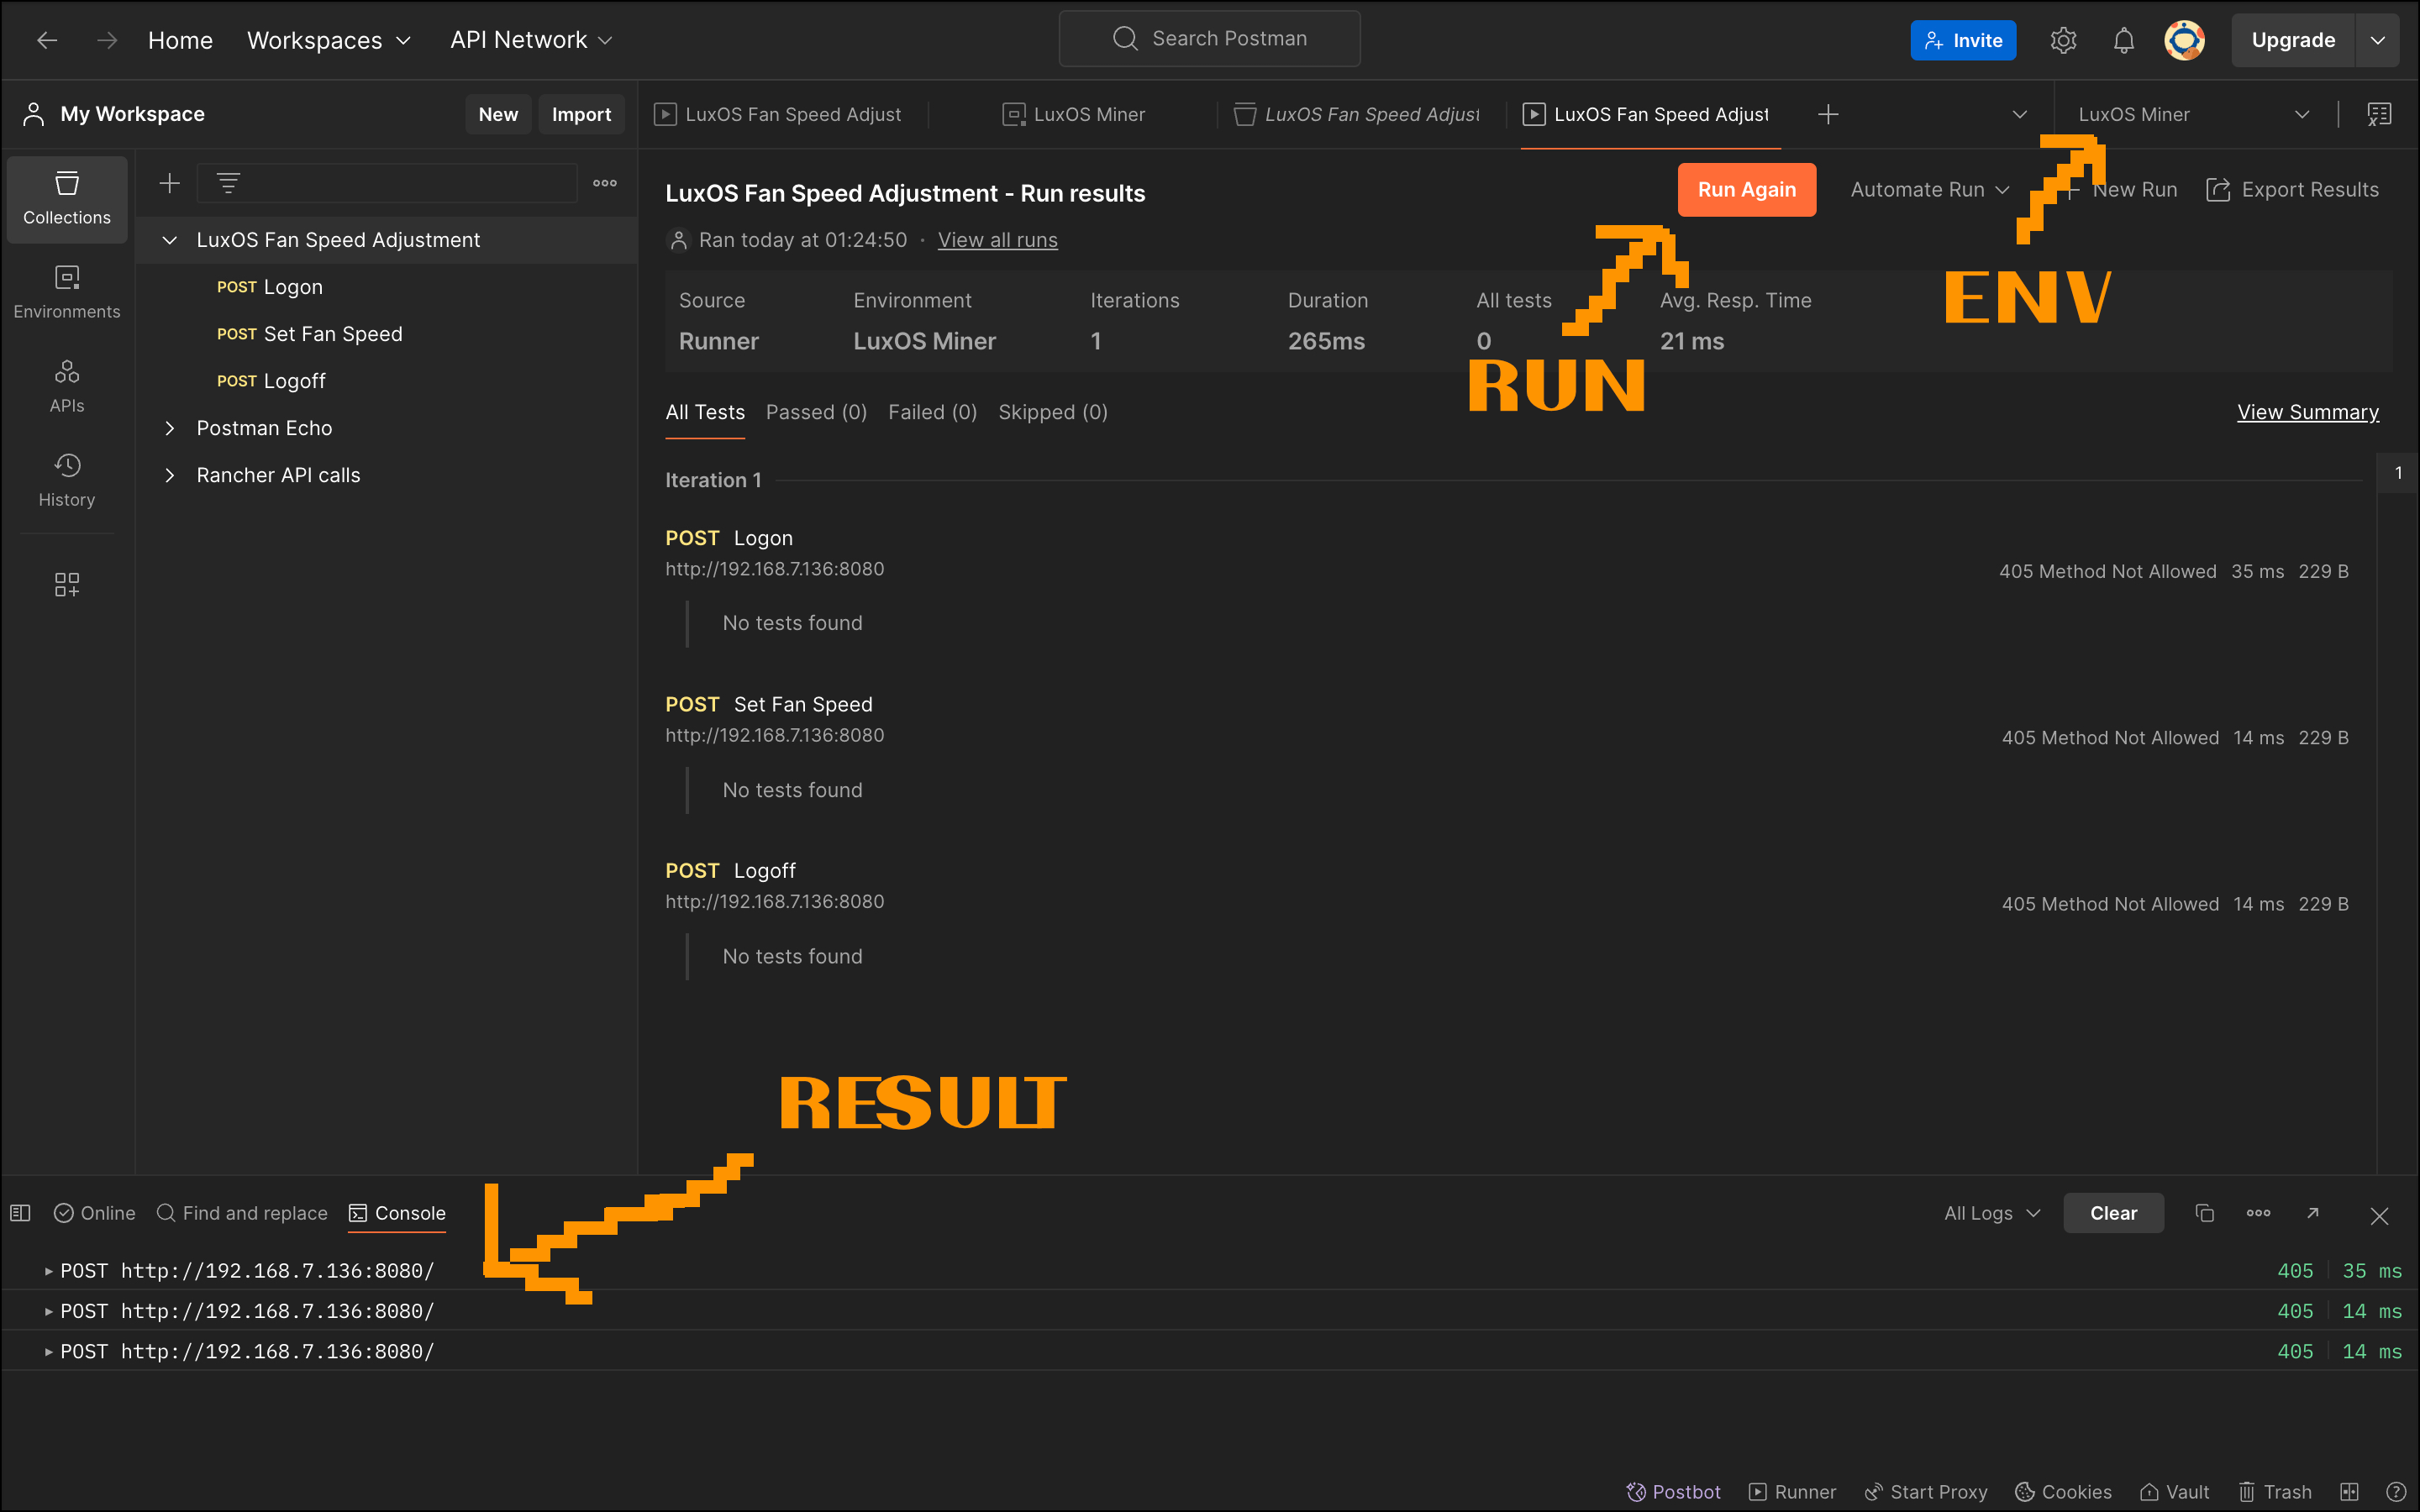 Home Workspaces API Network Search Postman Invite Upgrade
My Workspace New Import
LuxOS Fan Speed Adjust LuxOS Miner LuxOS Fan Speed Adjust LuxOS Fan Speed Adjust LuxOS Miner
Collections
Environments
APIs
History
LuxOS Fan Speed Adjustment
POST Logon
POST Set Fan Speed
POST Logoff
Postman Echo
Rancher API calls
LuxOS Fan Speed Adjustment - Run results
Run Again Automate Run New Run Export Results
Ran today at 01:24:50 · View all runs
ENV
Source Environment Iterations Duration All tests Avg. Resp. Time
Runner LuxOS Miner 1 265ms 0 21 ms
RUN
All Tests Passed (0) Failed (0) Skipped (0) View Summary
Iteration 1
1
POST Logon
http://192.168.7.136:8080
405 Method Not Allowed 35 ms 229 B
No tests found
POST Set Fan Speed
http://192.168.7.136:8080
405 Method Not Allowed 14 ms 229 B
No tests found
POST Logoff
http://192.168.7.136:8080
405 Method Not Allowed 14 ms 229 B
No tests found
RESULT
Online Find and replace Console All Logs Clear
POST http://192.168.7.136:8080/ 405 35 ms
POST http://192.168.7.136:8080/ 405 14 ms
POST http://192.168.7.136:8080/ 405 14 ms
Postbot Runner Start Proxy Cookies Vault Trash